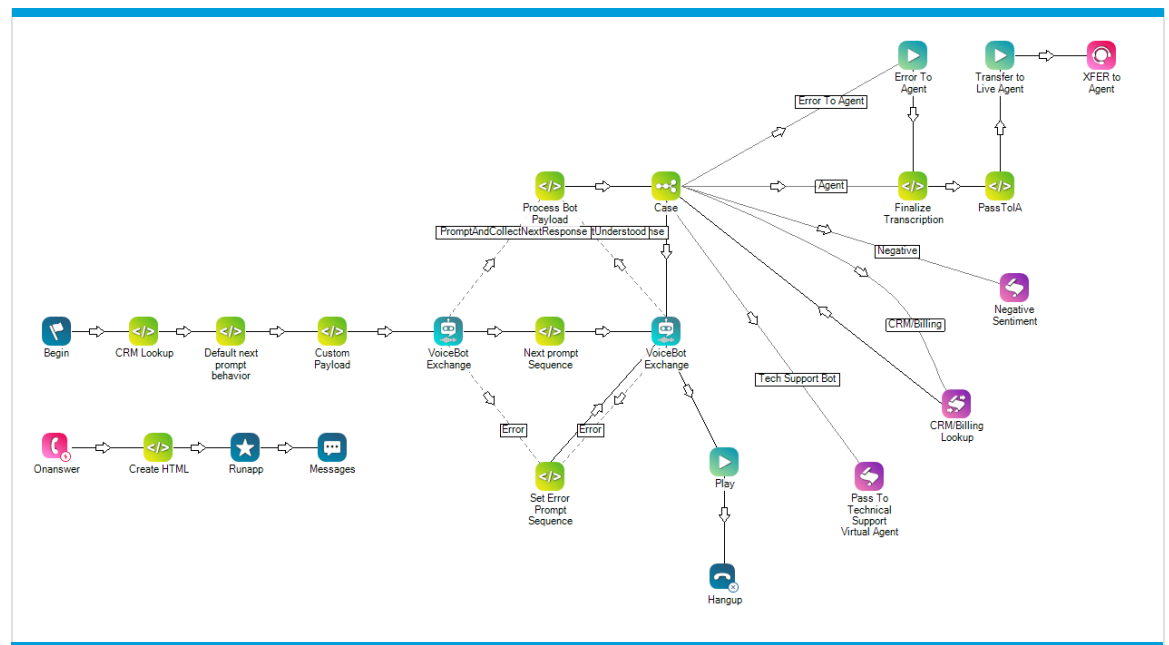 Error To
Agent
Transfer to
Live Agent
XFER to
Agent
Error To Agent
Process Bot
Payload
Case
Agent
Finalize
Transcription
PassToIA
PromptAndCollectNextResponse
tUnderstood
nse
Negative
Negative
Sentiment
Begin
CRM Lookup
Default next
prompt
behavior
Custom
Payload
VoiceBot
Exchange
Next prompt
Sequence
VoiceBot
Exchange
CRM/Billing
Tech Support Bot
CRM/Billing
Lookup
Error
Error
Onanswer
Create HTML
Runapp
Messages
Set Error
Prompt
Sequence
Play
Pass To
Technical
Support
Virtual Agent
Hangup